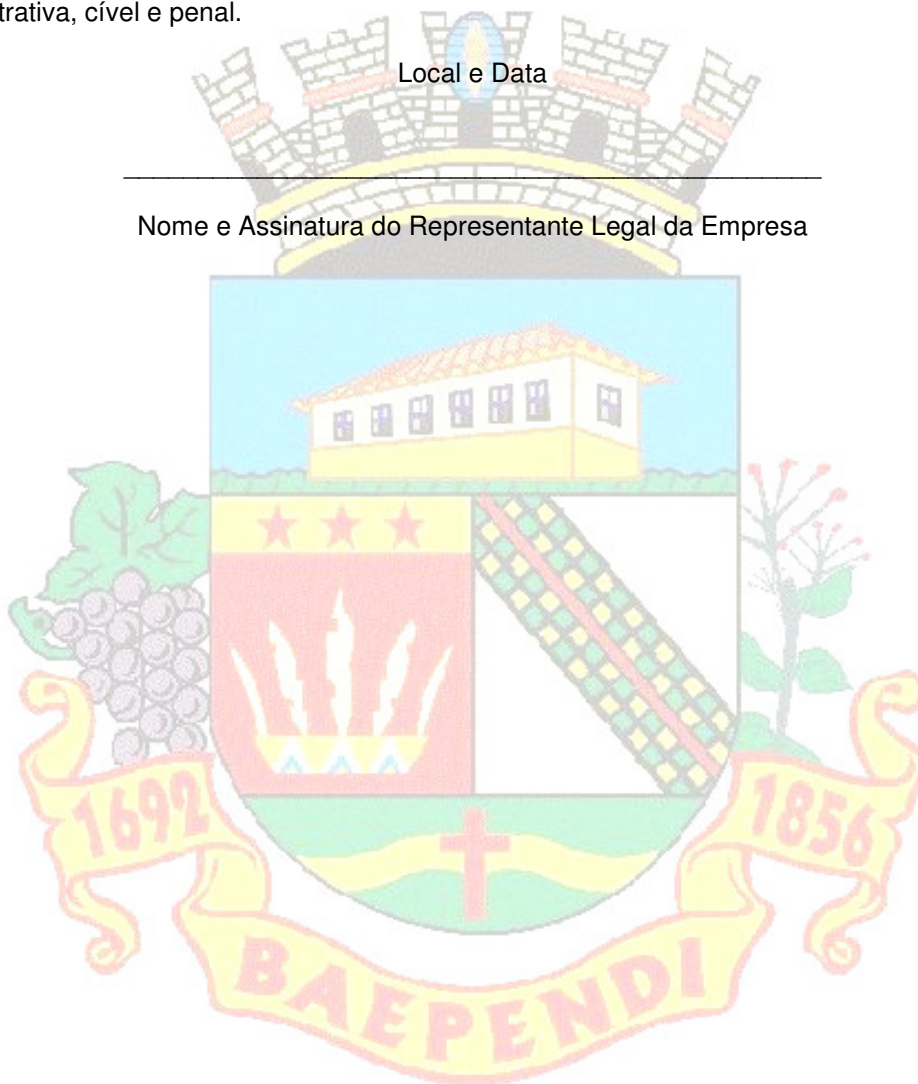 trativa, cível e penal.
Local e Data
Nome e Assinatura do Representante Legal da Empresa
1692
1856
BAEPENDI